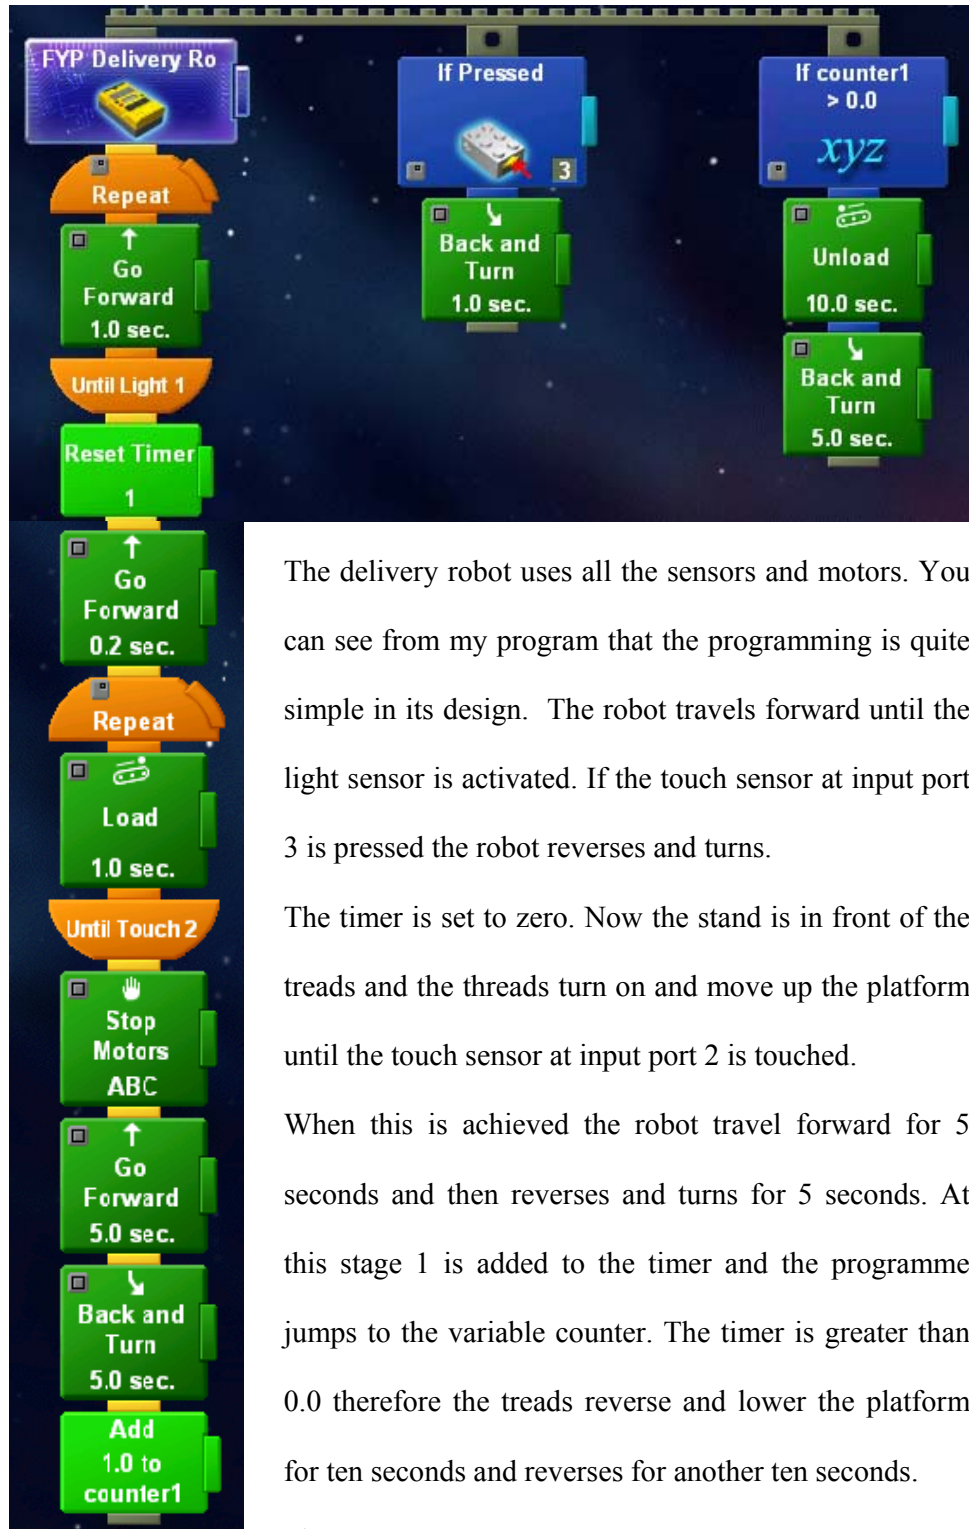 FYP Delivery Ro
Repeat
Go
Forward
1.0 sec.
Until Light 1
Reset Timer
1
Go
Forward
0.2 sec.
Repeat
Load
1.0 sec.
Until Touch 2
Stop
Motors
ABC
Go
Forward
5.0 sec.
Back and
Turn
5.0 sec.
Add
1.0 to
counter1
If Pressed
3
Back and
Turn
1.0 sec.
If counter1
> 0.0
xyz
Unload
10.0 sec.
Back and
Turn
5.0 sec.
The delivery robot uses all the sensors and motors. You
can see from my program that the programming is quite
simple in its design. The robot travels forward until the
light sensor is activated. If the touch sensor at input port
3 is pressed the robot reverses and turns.
The timer is set to zero. Now the stand is in front of the
treads and the threads turn on and move up the platform
until the touch sensor at input port 2 is touched.
When this is achieved the robot travel forward for 5
seconds and then reverses and turns for 5 seconds. At
this stage 1 is added to the timer and the programme
jumps to the variable counter. The timer is greater than
0.0 therefore the treads reverse and lower the platform
for ten seconds and reverses for another ten seconds.